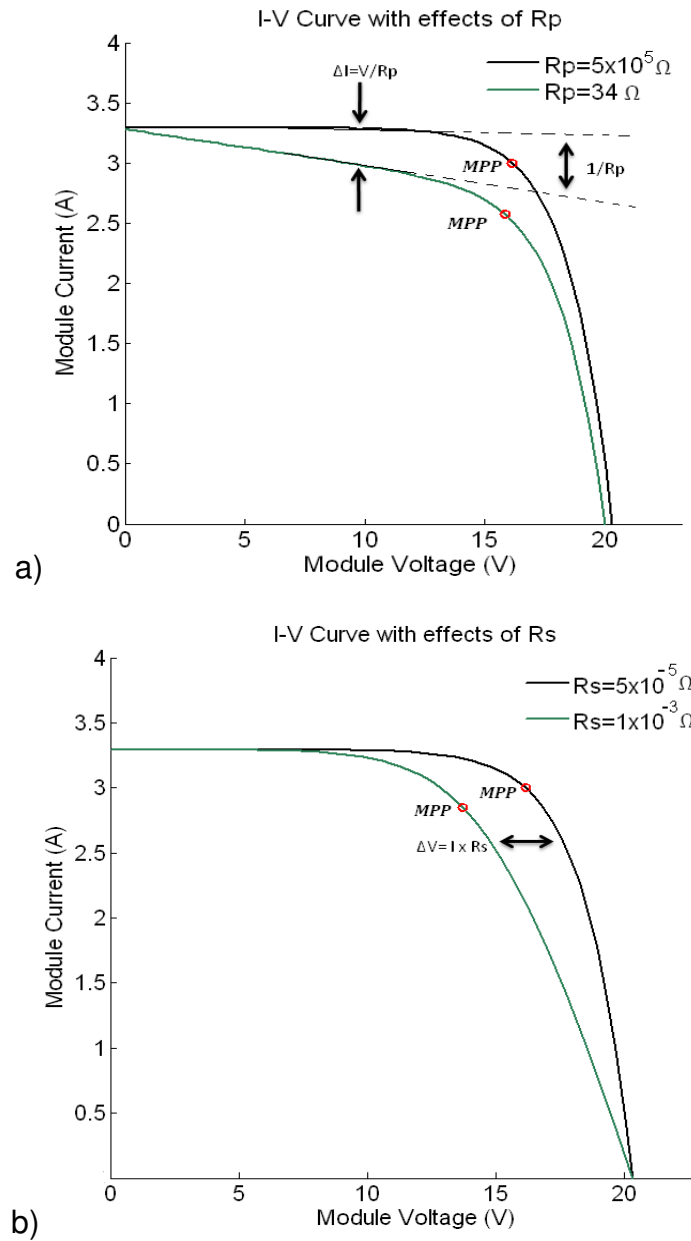 I-V Curve with effects of Rp
ΔI=V/Rp
Rp=5x10⁵Ω
Rp=34 Ω
4
3.5
3
2.5
2
1.5
1
0.5
0
Module Current (A)
MPP
MPP
1/Rp
0
5
10
15
20
Module Voltage (V)
a)
I-V Curve with effects of Rs
Rs=5x10⁻⁵Ω
Rs=1x10⁻³Ω
4
3.5
3
2.5
2
1.5
1
0.5
Module Current (A)
MPP
MPP
ΔV= I x Rs
0
5
10
15
20
Module Voltage (V)
b)